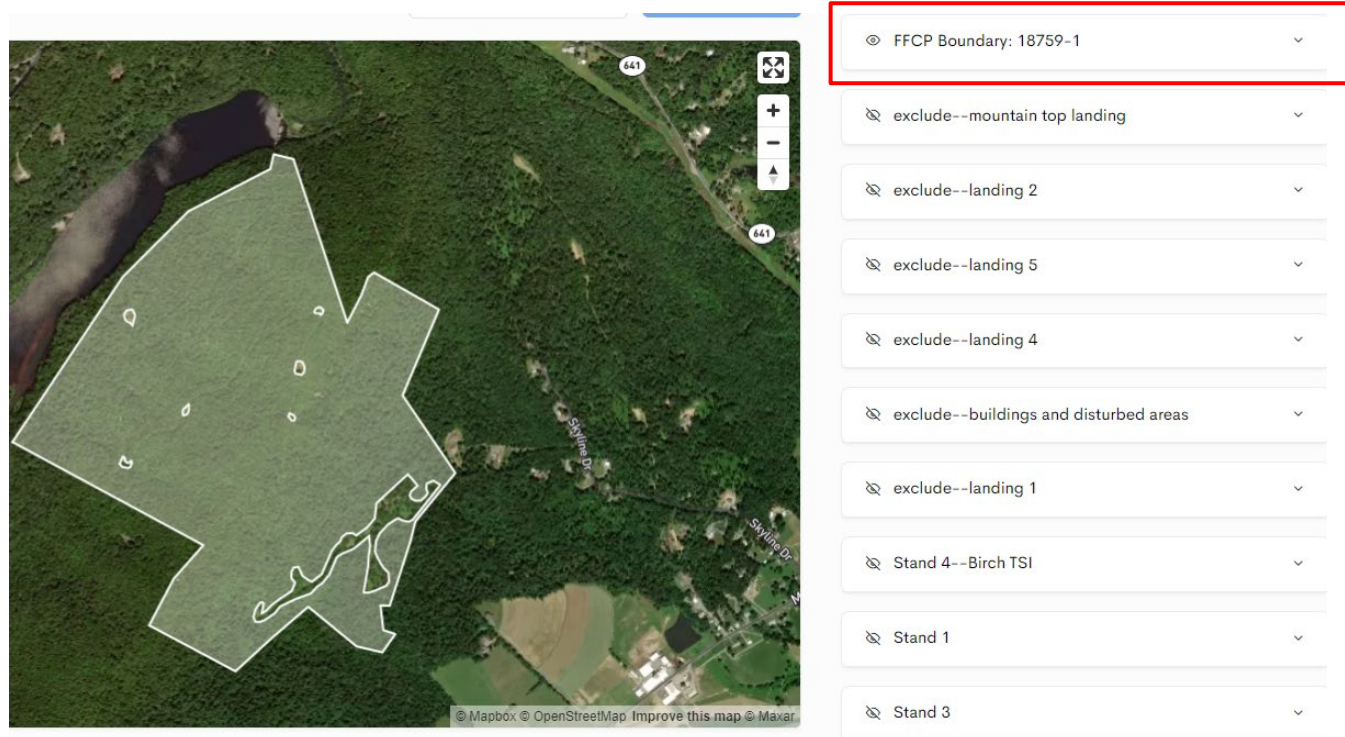 641
641
Skyline Dr
Skyline Dr
M
© Mapbox © OpenStreetMap Improve this map © Maxar
FFCP Boundary: 18759-1
exclude--mountain top landing
exclude--landing 2
exclude--landing 5
exclude--landing 4
exclude--buildings and disturbed areas
exclude--landing 1
Stand 4--Birch TSI
Stand 1
Stand 3